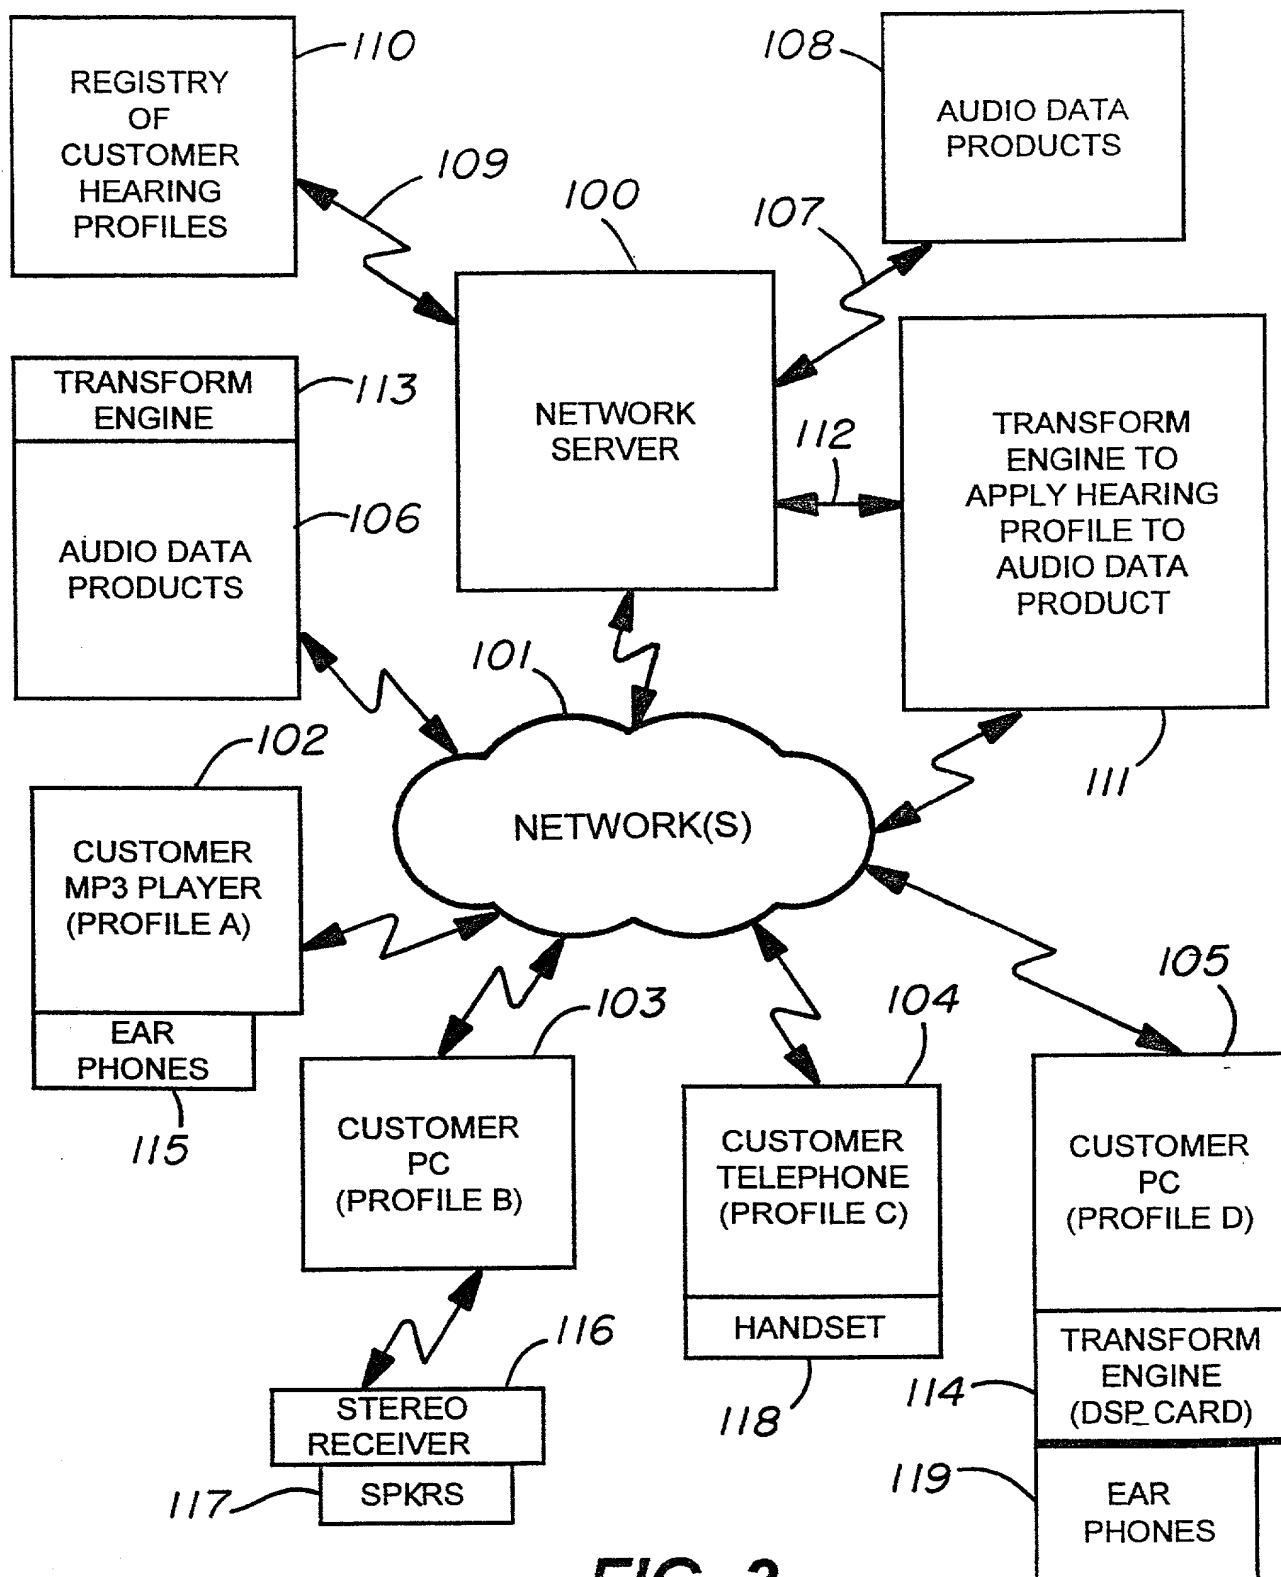 110
REGISTRY
OF
CUSTOMER
HEARING
PROFILES
109
100
108
AUDIO DATA
PRODUCTS
107
NETWORK
SERVER
112
TRANSFORM
ENGINE TO
APPLY HEARING
PROFILE TO
AUDIO DATA
PRODUCT
111
TRANSFORM
ENGINE
113
106
AUDIO DATA
PRODUCTS
101
NETWORK(S)
102
CUSTOMER
MP3 PLAYER
(PROFILE A)
EAR
PHONES
115
103
CUSTOMER
PC
(PROFILE B)
116
STEREO
RECEIVER
117
SPKRS
104
CUSTOMER
TELEPHONE
(PROFILE C)
HANDSET
118
105
CUSTOMER
PC
(PROFILE D)
TRANSFORM
ENGINE
(DSP CARD)
114
119
EAR
PHONES
FIG.